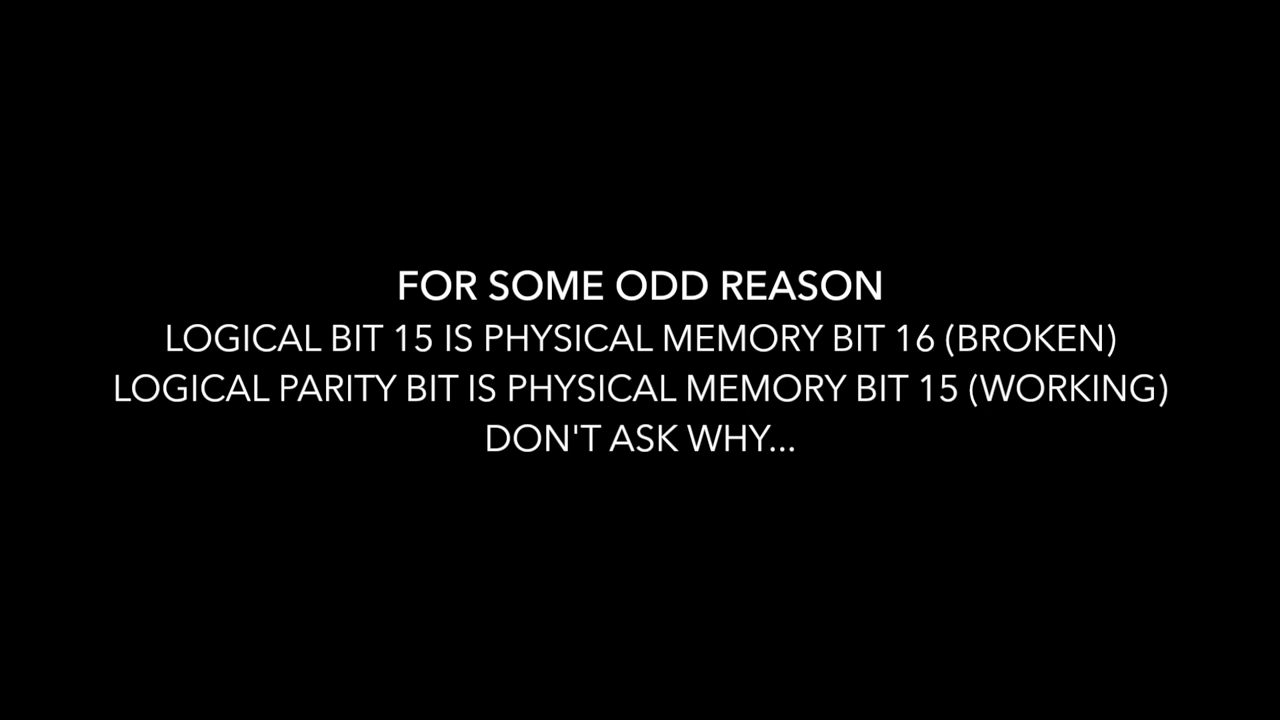 FOR SOME ODD REASON
LOGICAL BIT 15 IS PHYSICAL MEMORY BIT 16 (BROKEN)
LOGICAL PARITY BIT IS PHYSICAL MEMORY BIT 15 (WORKING)
DON'T ASK WHY...